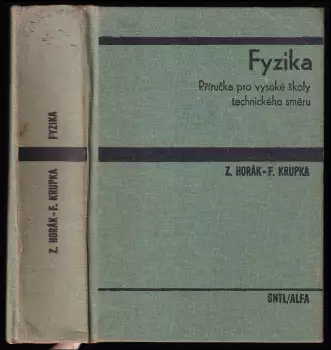 Fyzika
Příručka pro vysoké školy
technického směru
Z. HORÁK-F. KRUPKA
SNTL/ALFA
Z. HORÁK-F. KRUPKA FYZIKA